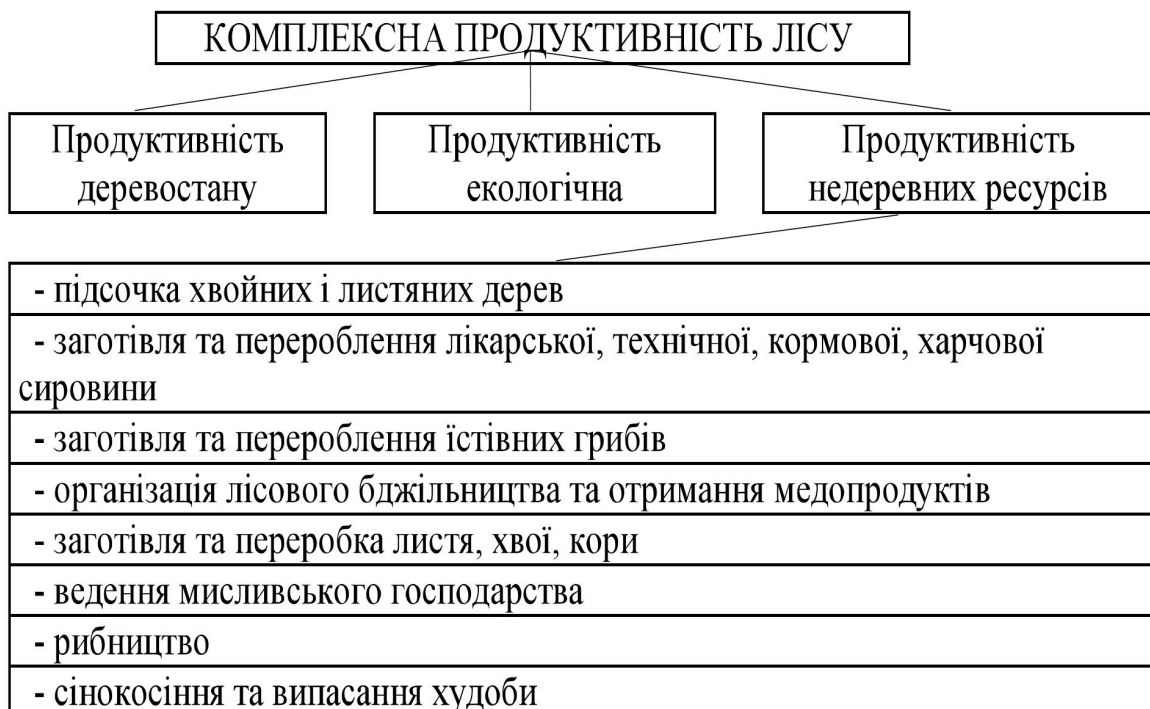 КОМПЛЕКСНА ПРОДУКТИВНІСТЬ ЛІСУ
Продуктивність
деревостану
Продуктивність
екологічна
Продуктивність
недеревних ресурсів
- підсочка хвойних і листяних дерев
- заготівля та перероблення лікарської, технічної, кормової, харчової
сировини
- заготівля та перероблення їстівних грибів
- організація лісового бджільництва та отримання медопродуктів
- заготівля та переробка листя, хвої, кори
- ведення мисливського господарства
- рибництво
- сінокосіння та випасання худоби